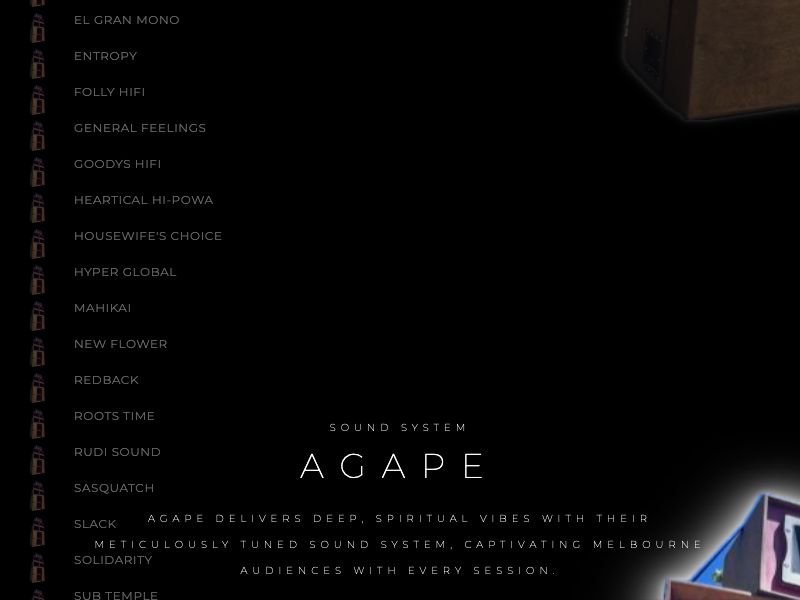 EL GRAN MONO
ENTROPY
FOLLY HIFI
GENERAL FEELINGS
GOODYS HIFI
HEARTICAL HI-POWA
HOUSEWIFE'S CHOICE
HYPER GLOBAL
MAHIKAI
NEW FLOWER
REDBACK
ROOTS TIME
RUDI SOUND
SASQUATCH
SLACK
SOLIDARITY
SUB TEMPLE
SOUND SYSTEM
AGAPE
AGAPE DELIVERS DEEP, SPIRITUAL VIBES WITH THEIR
METICULOUSLY TUNED SOUND SYSTEM, CAPTIVATING MELBOURNE
AUDIENCES WITH EVERY SESSION.